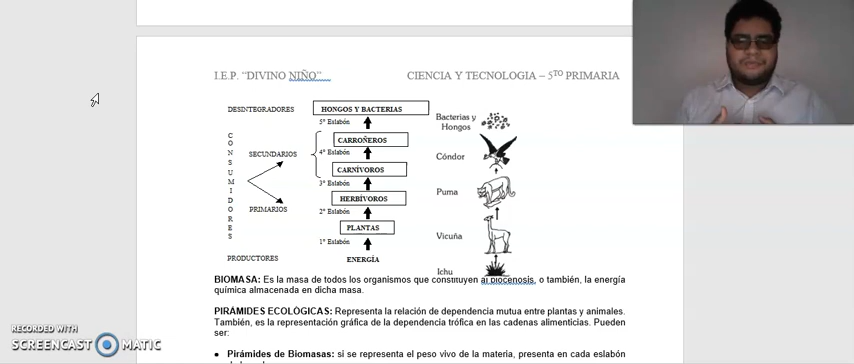 I.E.P. “DIVINO NIÑO”
CIENCIA Y TECNOLOGIA – 5TO PRIMARIA
DESINTEGRADORES
HONGOS Y BACTERIAS
5° Eslabón
CARROÑEROS
4° Eslabón
SECUNDARIOS
CARNÍVOROS
3° Eslabón
HERBÍVOROS
CONSUMIDORES
PRIMARIOS
2° Eslabón
PLANTAS
1° Eslabón
PRODUCTORES
ENERGÍA
Bacterias y
Hongos
Cóndor
Puma
Vicuña
Ichu
BIOMASA: Es la masa de todos los organismos que constituyen al biocenosis, o también, la energía
química almacenada en dicha masa.
PIRÁMIDES ECOLÓGICAS: Representa la relación de dependencia mutua entre plantas y animales.
También, es la representación gráfica de la dependencia trófica en las cadenas alimenticias. Pueden
ser:
• Pirámides de Biomasas: si se representa el peso vivo de la materia, presenta en cada eslabón
RECORDED WITH
SCREENCAST MATIC